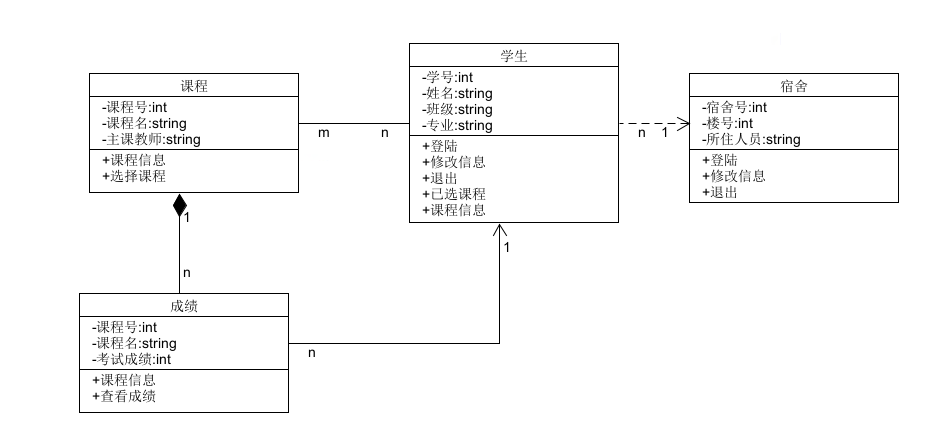 课程
-课程号:int
-课程名:string
-主课教师:string
+课程信息
+选择课程
m
n
学生
-学号:int
-姓名:string
-班级:string
-专业:string
+登陆
+修改信息
+退出
+已选课程
+课程信息
n
1
宿舍
-宿舍号:int
-楼号:int
-所住人员:string
+登陆
+修改信息
+退出
1
n
1
成绩
-课程号:int
-课程名:string
-考试成绩:int
+课程信息
+查看成绩
n